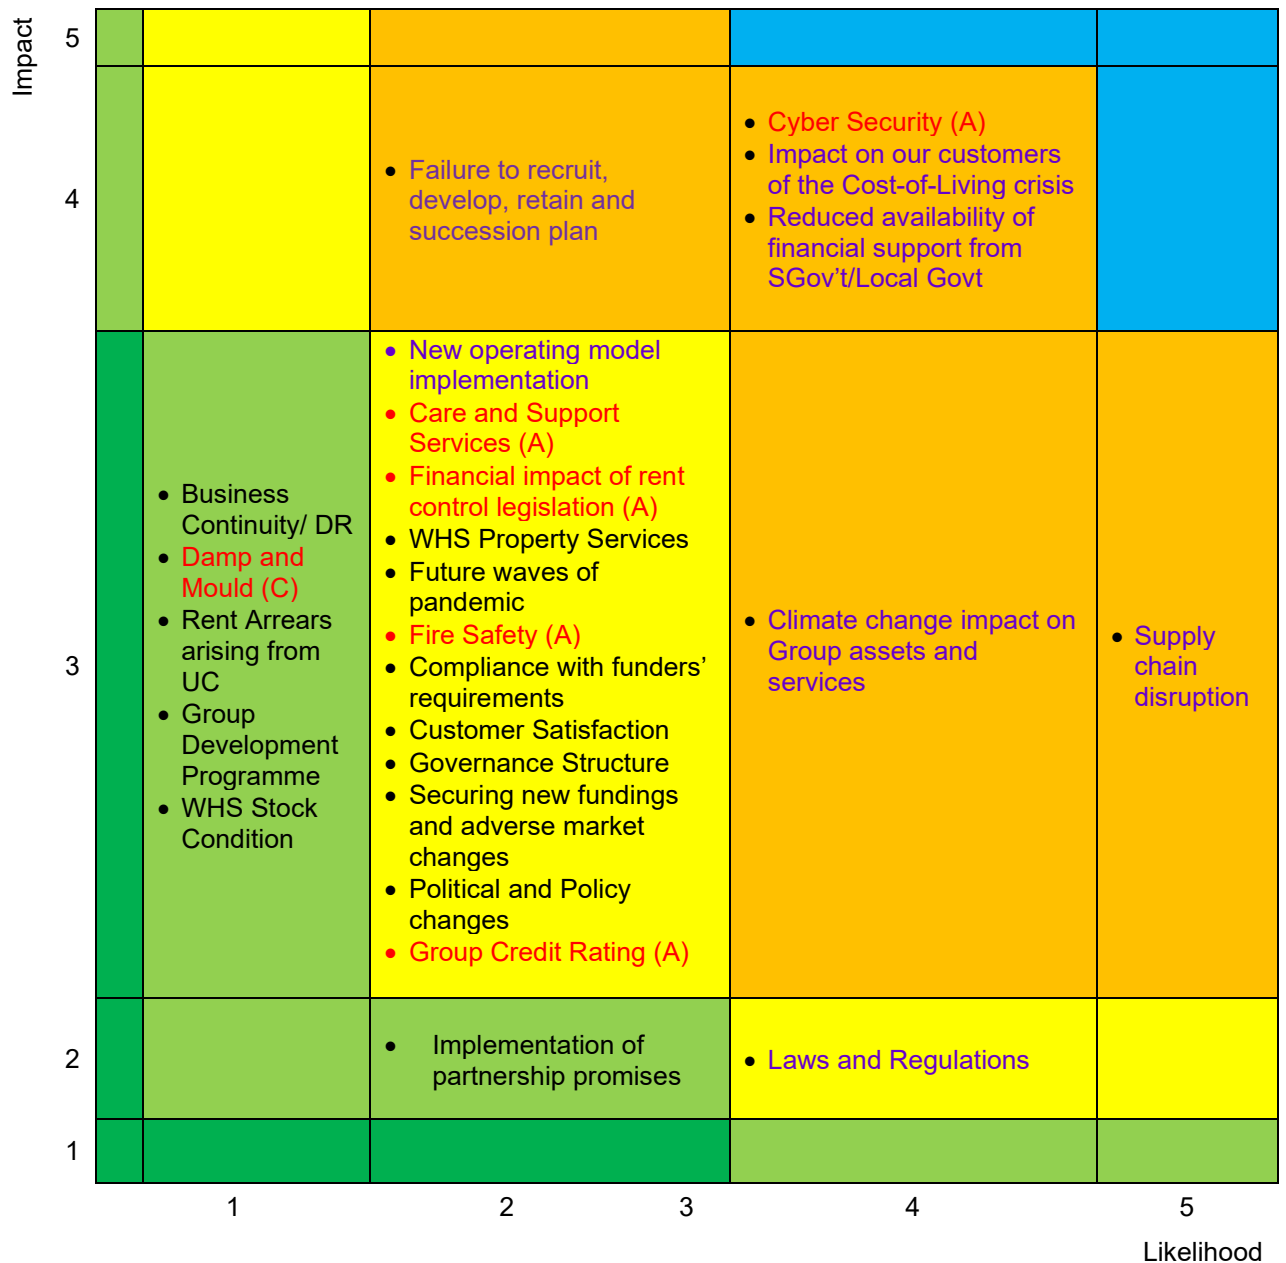 Impact
5
4
• Failure to recruit,
develop, retain and
succession plan
• Cyber Security (A)
• Impact on our customers
of the Cost-of-Living crisis
• Reduced availability of
financial support from
SGov’t/Local Govt
3
• Business
Continuity/ DR
• Damp and
Mould (C)
• Rent Arrears
arising from
UC
• Group
Development
Programme
• WHS Stock
Condition
• New operating model
implementation
• Care and Support
Services (A)
• Financial impact of rent
control legislation (A)
• WHS Property Services
• Future waves of
pandemic
• Fire Safety (A)
• Compliance with funders’
requirements
• Customer Satisfaction
• Governance Structure
• Securing new fundings
and adverse market
changes
• Political and Policy
changes
• Group Credit Rating (A)
• Climate change impact on
Group assets and
services
• Supply
chain
disruption
2
• Implementation of
partnership promises
• Laws and Regulations
1
1 2 3 4 5
Likelihood